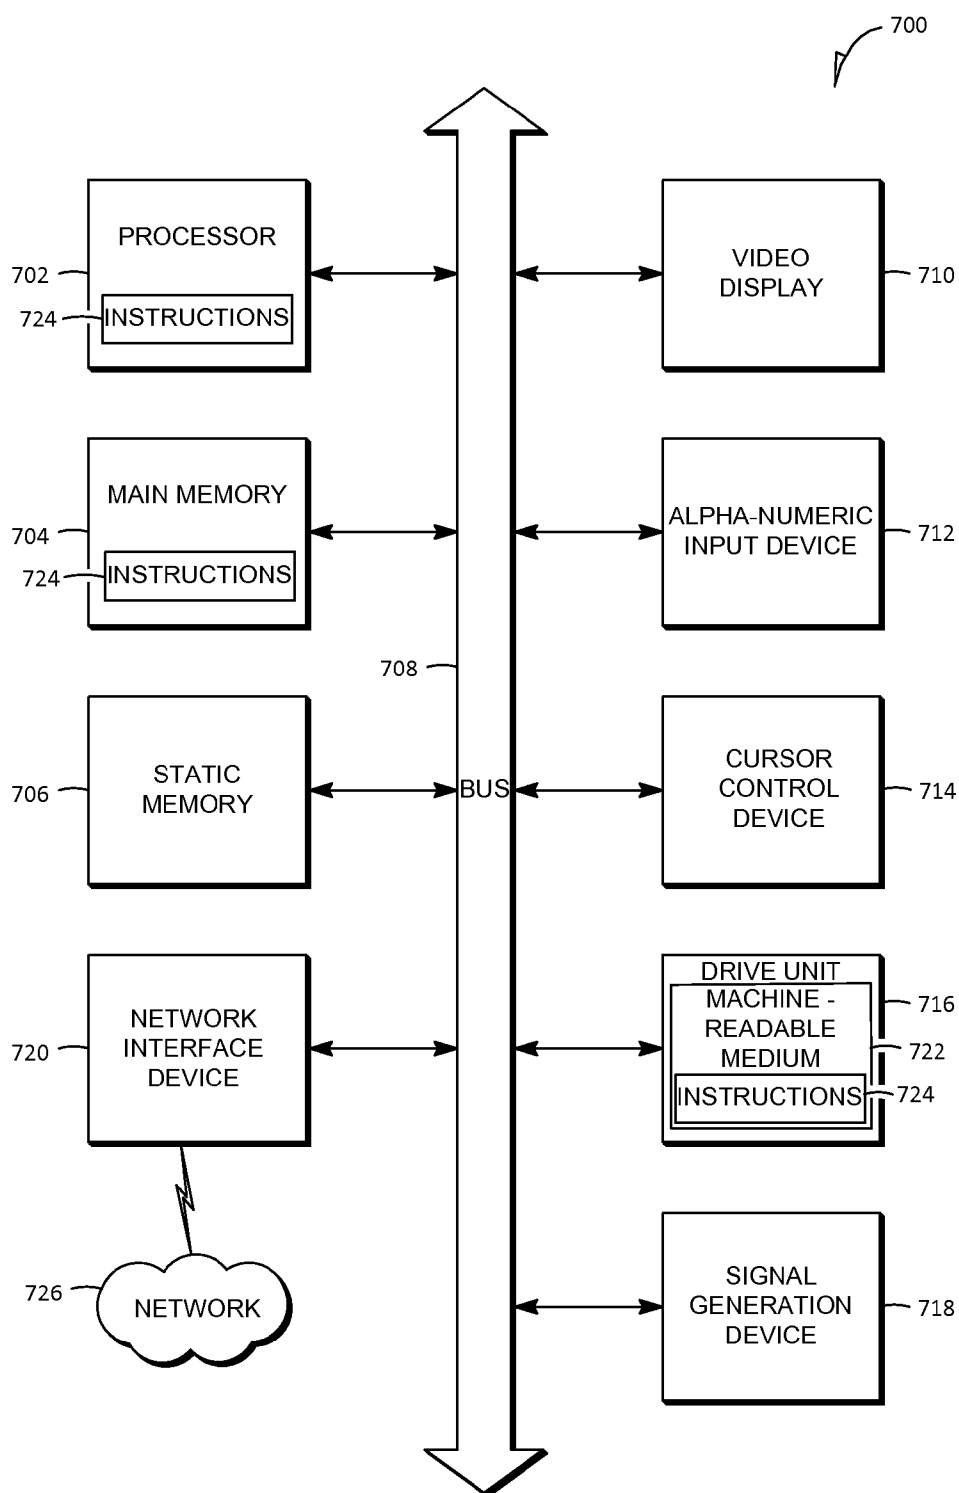 700
PROCESSOR
702
724
INSTRUCTIONS
VIDEO
DISPLAY
710
MAIN MEMORY
704
724
INSTRUCTIONS
ALPHA-NUMERIC
INPUT DEVICE
712
708
BUS
STATIC
MEMORY
706
CURSOR
CONTROL
DEVICE
714
NETWORK
INTERFACE
DEVICE
720
DRIVE UNIT
716
MACHINE -
READABLE
MEDIUM
722
INSTRUCTIONS
724
726
NETWORK
SIGNAL
GENERATION
DEVICE
718